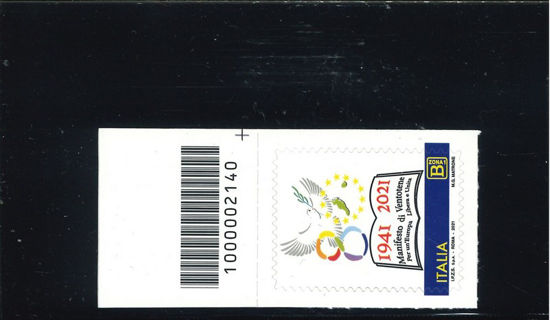 1000002140
1941 2021
Manifesto di Ventotene
per un'Europa Libera e Unita
ITALIA
ZONA 1
B
I.P.Z.S. S.p.A. - ROMA - 2021
M.G. MATRONE